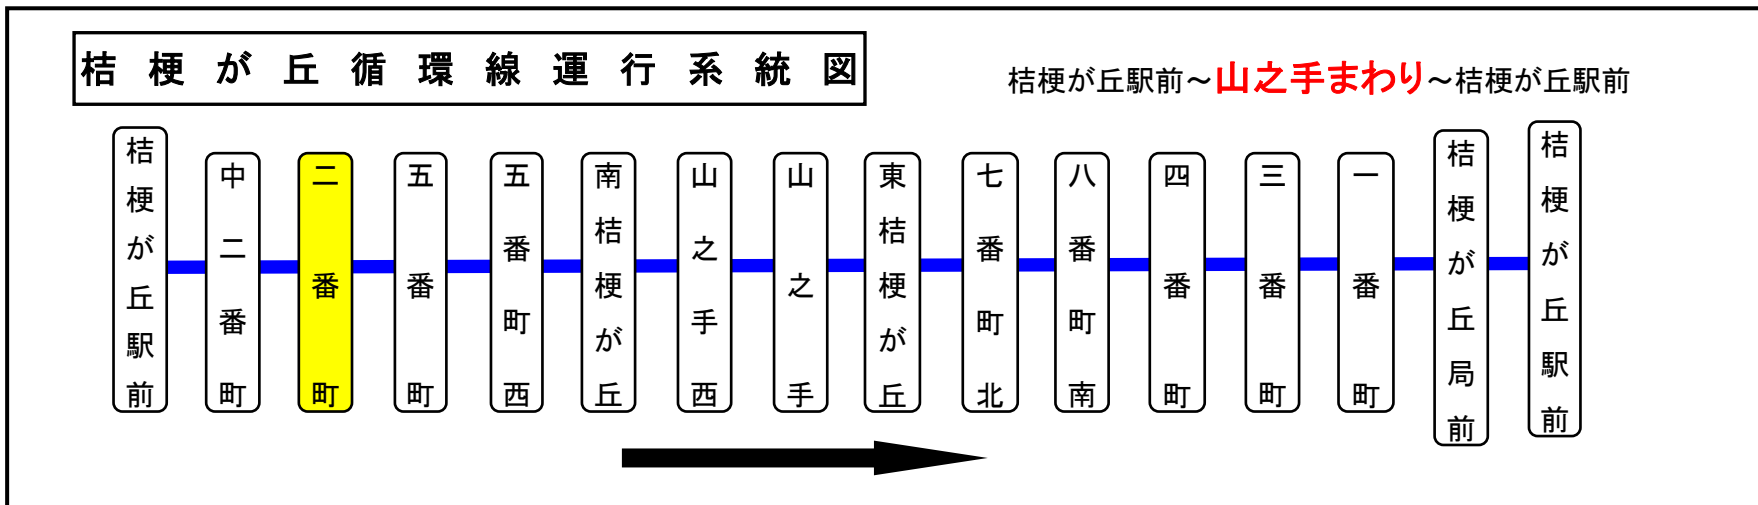 桔梗が丘循環線運行系統図
桔梗が丘駅前～山之手まわり～桔梗が丘駅前
桔梗が丘駅前
中二番町
二番町
五番町
五番町西
南桔梗が丘
山之手西
山之手
東桔梗が丘
七番町北
八番町南
四番町
三番町
一番町
桔梗が丘局前
桔梗が丘駅前